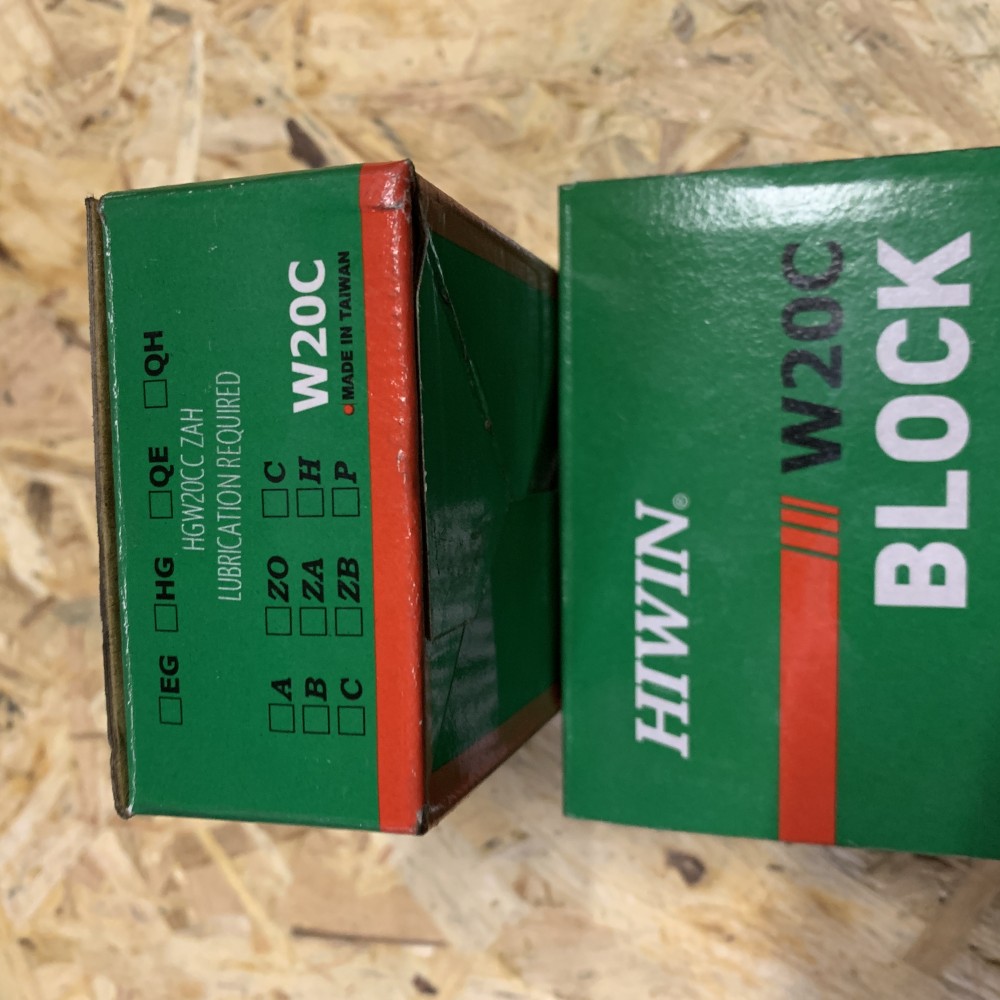 ☐EG ☐HG ☐QE ☐QH
HGW20CC ZAH
LUBRICATION REQUIRED
☐A ☐ZO ☐C
☐B ☐ZA ☐H
☐C ☐ZB ☐P
W20C
MADE IN TAIWAN
HIWIN®
W20C
BLOCK